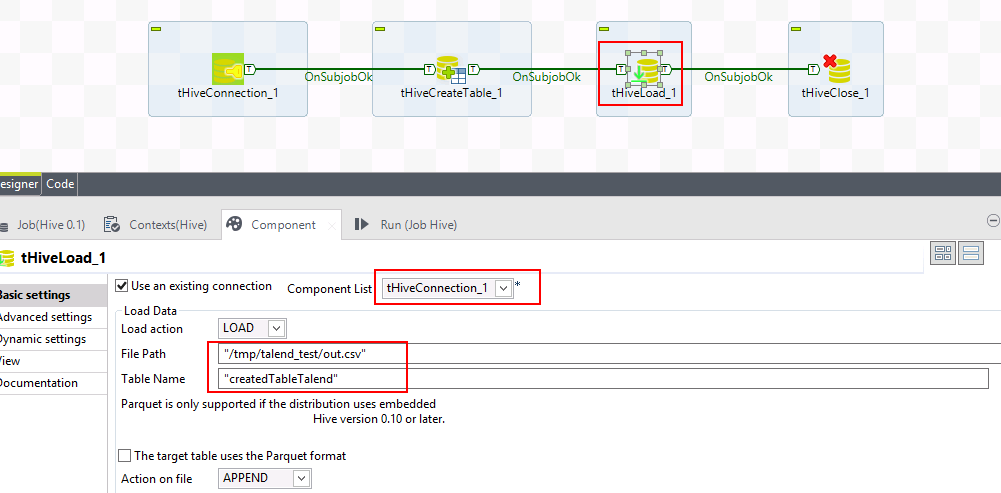 T T T T T T
OnSubjobOk OnSubjobOk OnSubjobOk
tHiveConnection_1 tHiveCreateTable_1 tHiveLoad_1 tHiveClose_1
esigner Code
Job(Hive 0.1) Contexts(Hive) Component Run (Job Hive)
tHiveLoad_1
Basic settings
Advanced settings
Dynamic settings
View
Documentation
Use an existing connection Component List tHiveConnection_1 *
Load Data
Load action LOAD
File Path "/tmp/talend_test/out.csv"
Table Name "createdTableTalend"
Parquet is only supported if the distribution uses embedded
Hive version 0.10 or later.
The target table uses the Parquet format
Action on file APPEND